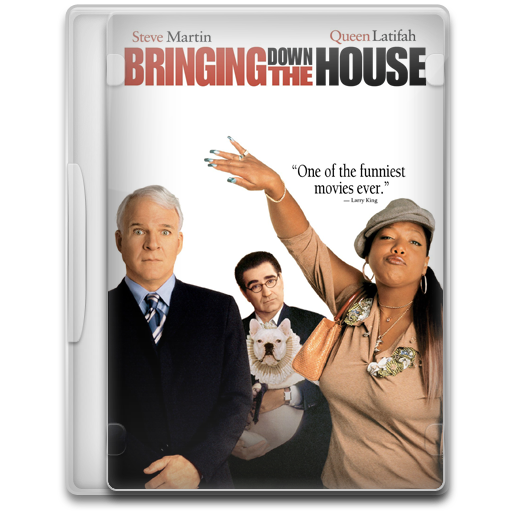 Steve Martin Queen Latifah
BRINGING DOWN THE HOUSE
“One of the funniest
movies ever.”
— Larry King